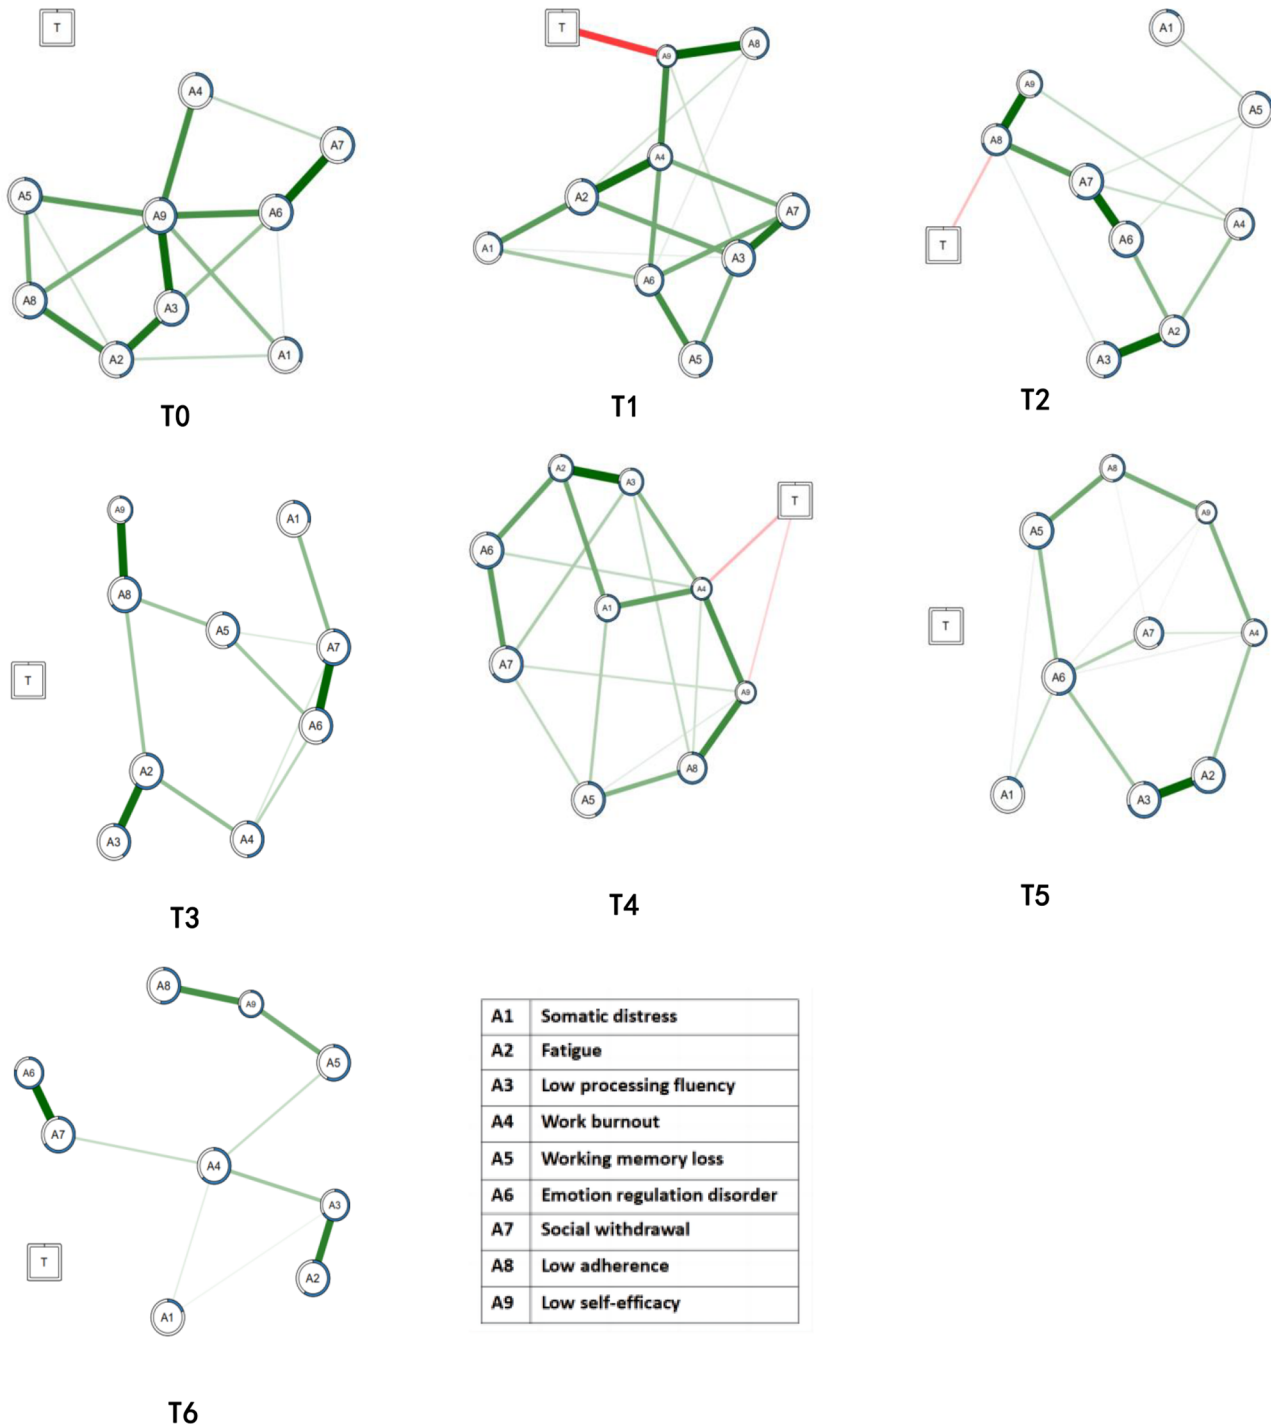 T
A4
A7
A5
A9
A6
A8
A3
A2
A1
T0
T
A9
A8
A4
A2
A7
A1
A3
A6
A5
T1
A1
A9
A5
A8
A7
A4
A6
T
A2
A3
T2
A9
A1
A8
A5
A7
T
A6
A2
A3
A4
T3
A2
A3
T
A6
A4
A1
A7
A9
A8
A5
T4
A8
A9
A5
T
A7
A4
A6
A2
A1
A3
T5
A8
A9
A5
A6
A7
A4
A3
T
A2
A1
T6
A1 Somatic distress
A2 Fatigue
A3 Low processing fluency
A4 Work burnout
A5 Working memory loss
A6 Emotion regulation disorder
A7 Social withdrawal
A8 Low adherence
A9 Low self-efficacy